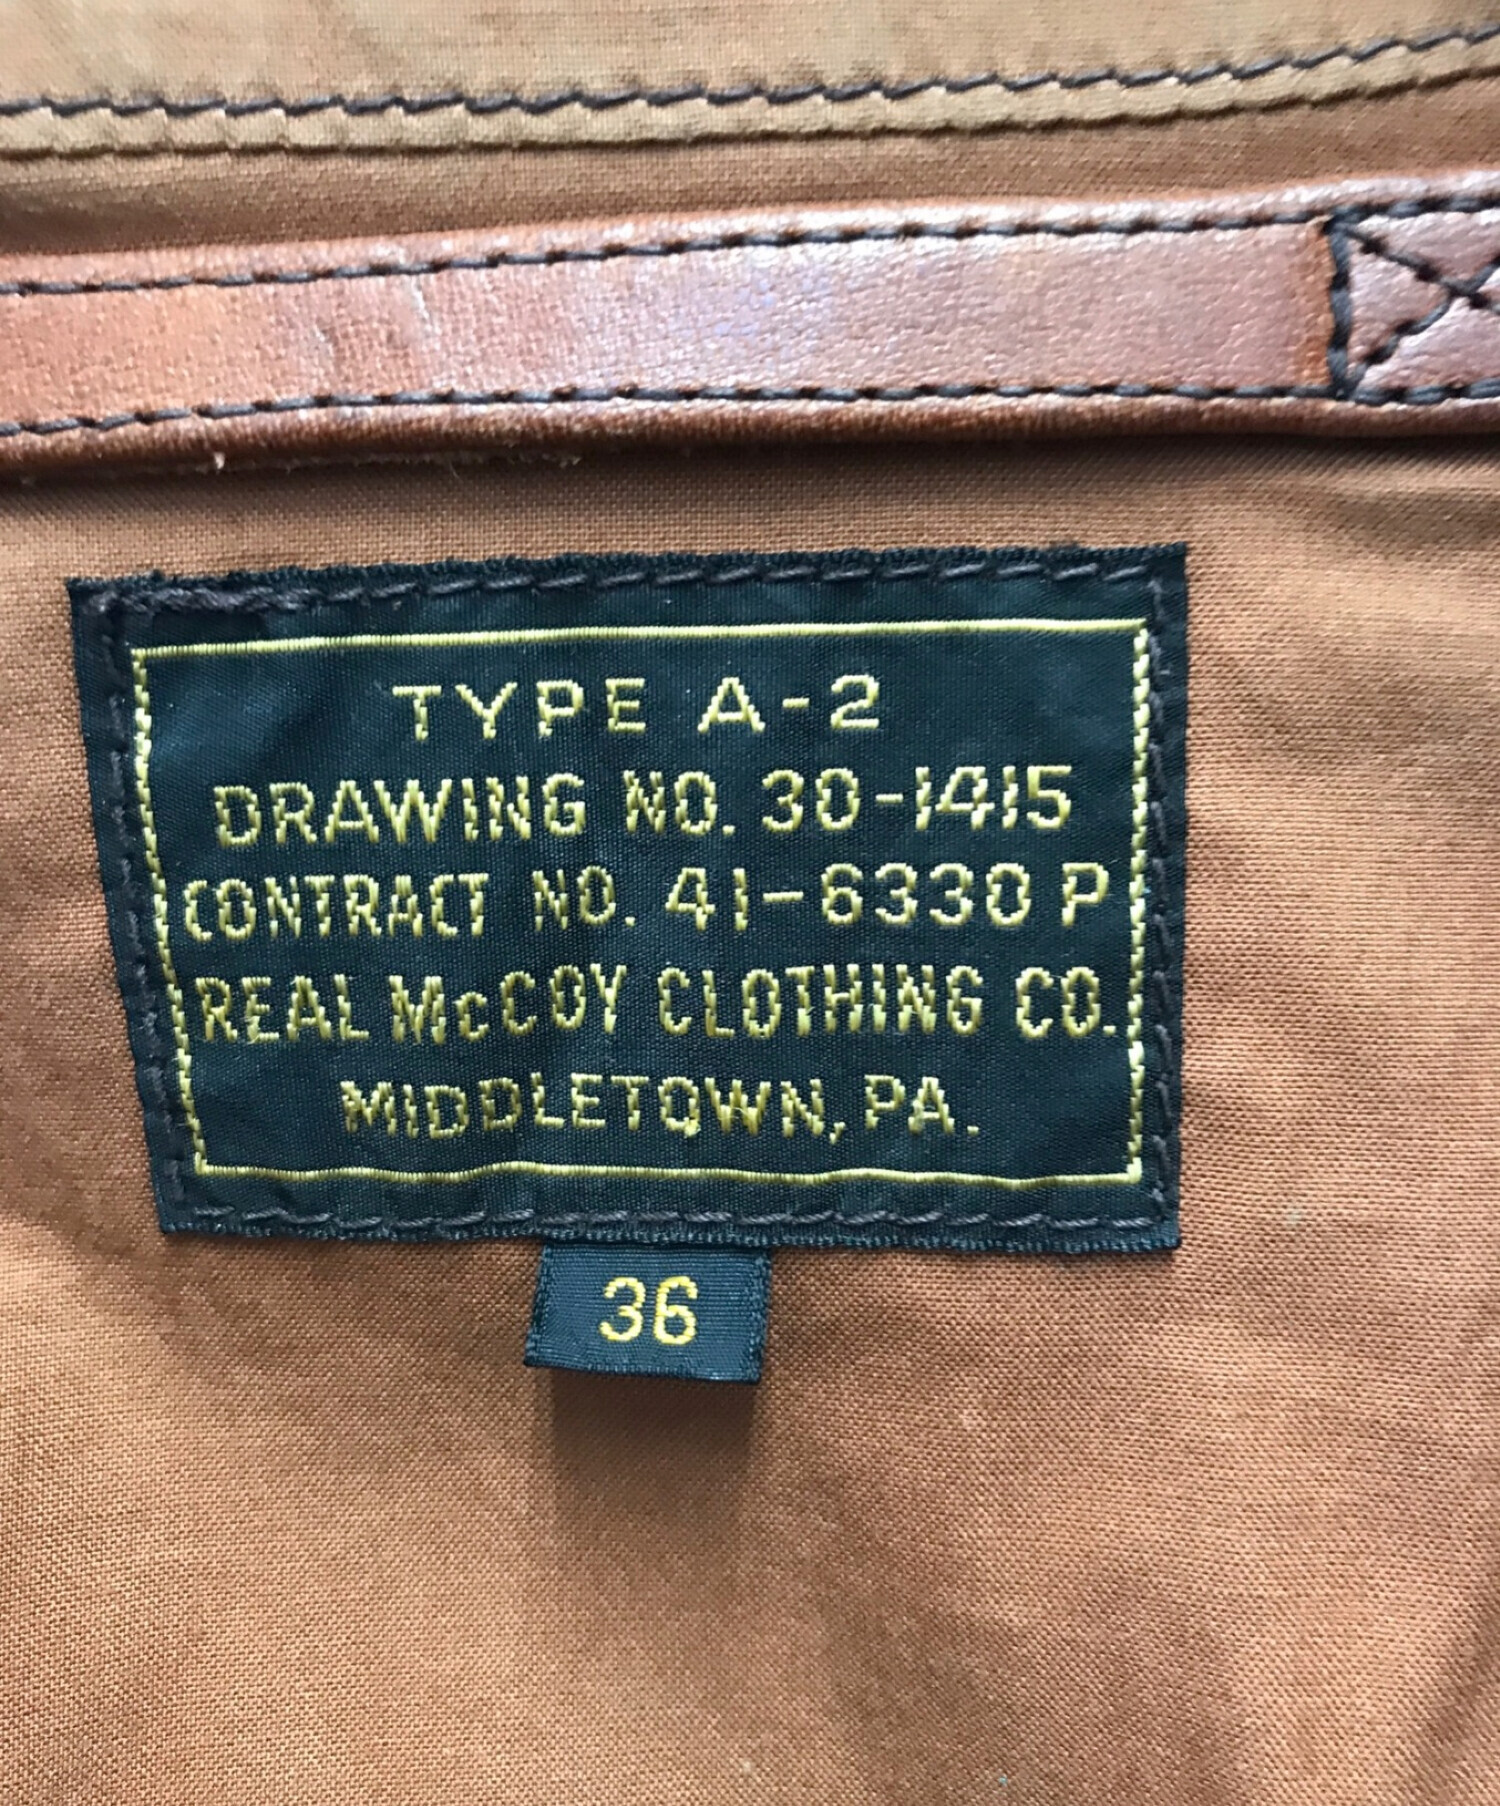 TYPE A-2
DRAWING NO. 30-1415
CONTRACT NO. 41-6330 P
REAL McCOY CLOTHING CO.
MIDDLETOWN, PA.
36